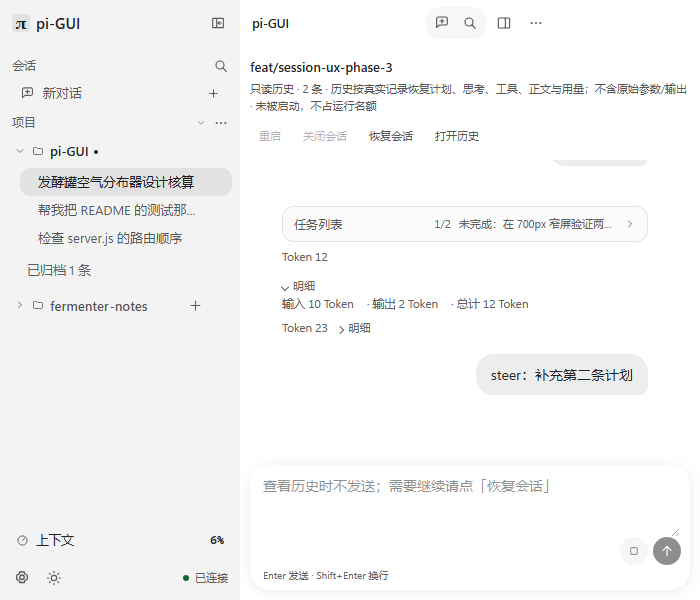 π pi-GUI
会话
新对话
项目
pi-GUI
发酵罐空气分布器设计核算
帮我把 README 的测试那...
检查 server.js 的路由顺序
已归档 1 条
fermenter-notes
上下文 6%
已连接
pi-GUI
feat/session-ux-phase-3
只读历史 · 2 条 · 历史按真实记录恢复计划、思考、工具、正文与用量；不含原始参数/输出
· 未被启动，不占运行名额
重启 关闭会话 恢复会话 打开历史
任务列表 1/2 未完成：在 700px 窄屏验证两...
Token 12
明细
输入 10 Token · 输出 2 Token · 总计 12 Token
Token 23 明细
steer：补充第二条计划
查看历史时不发送；需要继续请点「恢复会话」
Enter 发送 · Shift+Enter 换行